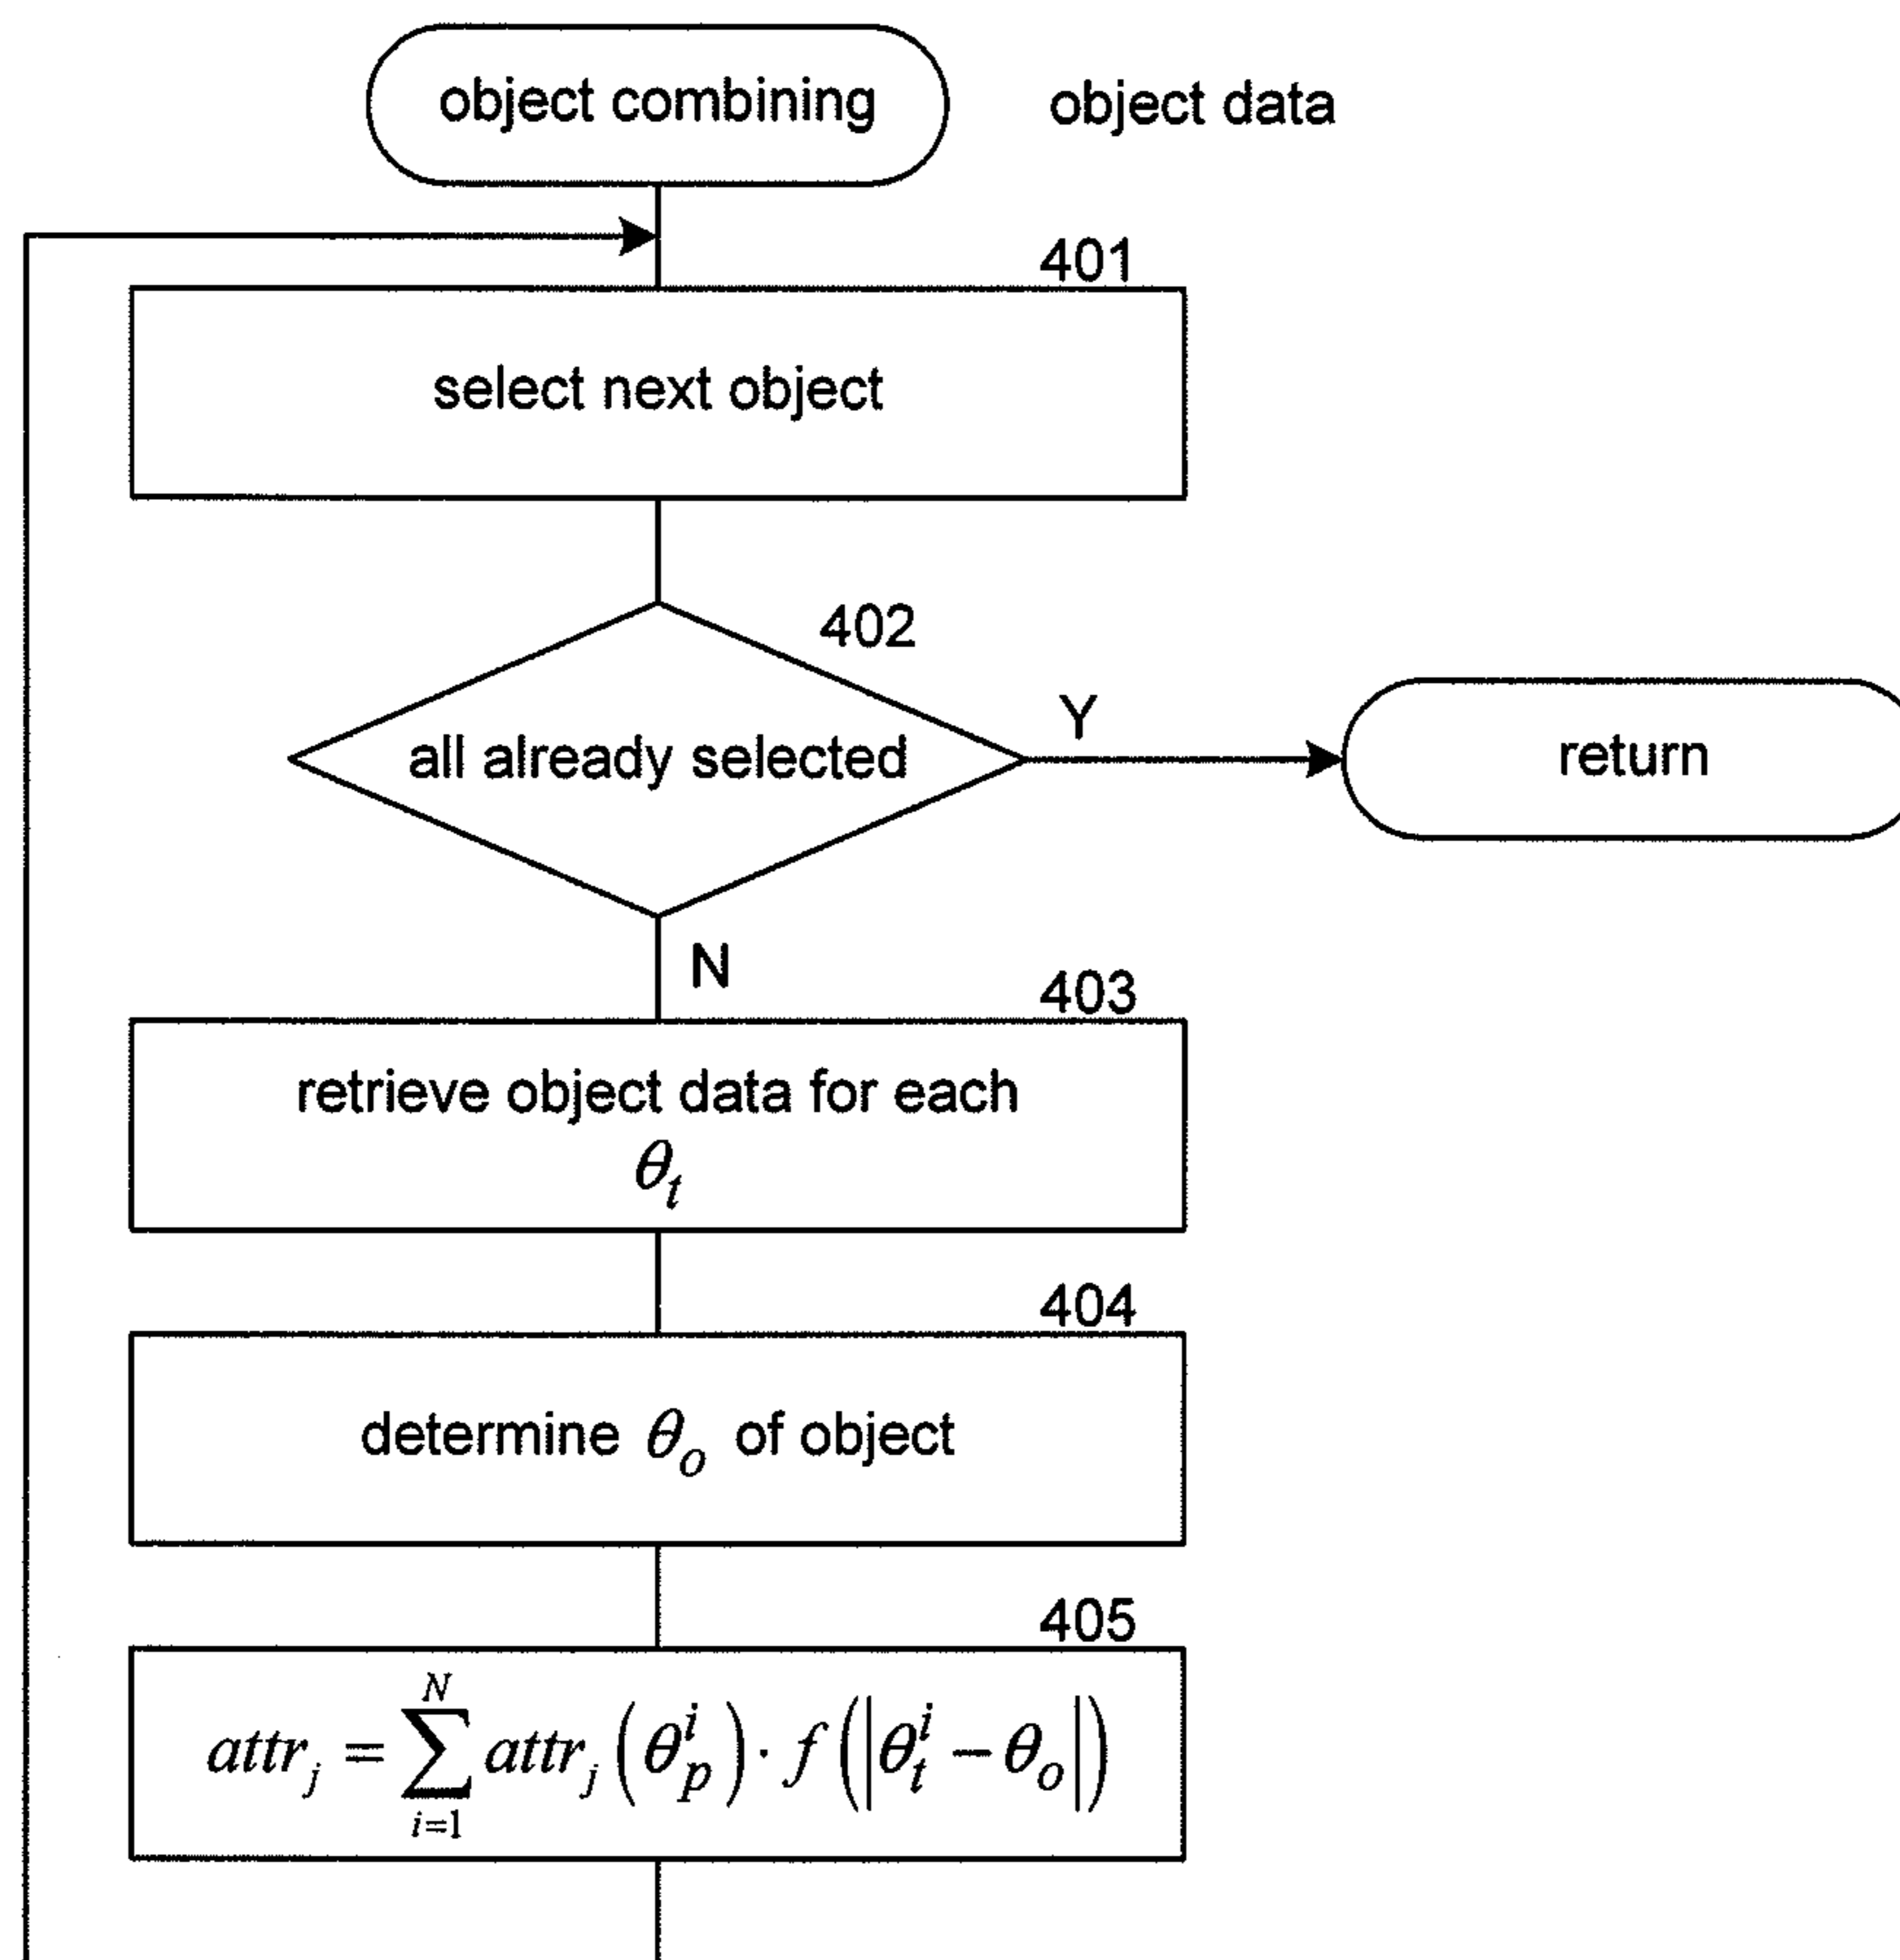 object combining
object data
401
select next object
402
all already selected
Y
return
N
403
retrieve object data for each
θ_t
404
determine θ_o of object
405
attr_j = \sum_{i=1}^{N} attr_j (θ_p^i) · f (|θ_t^i − θ_o|)